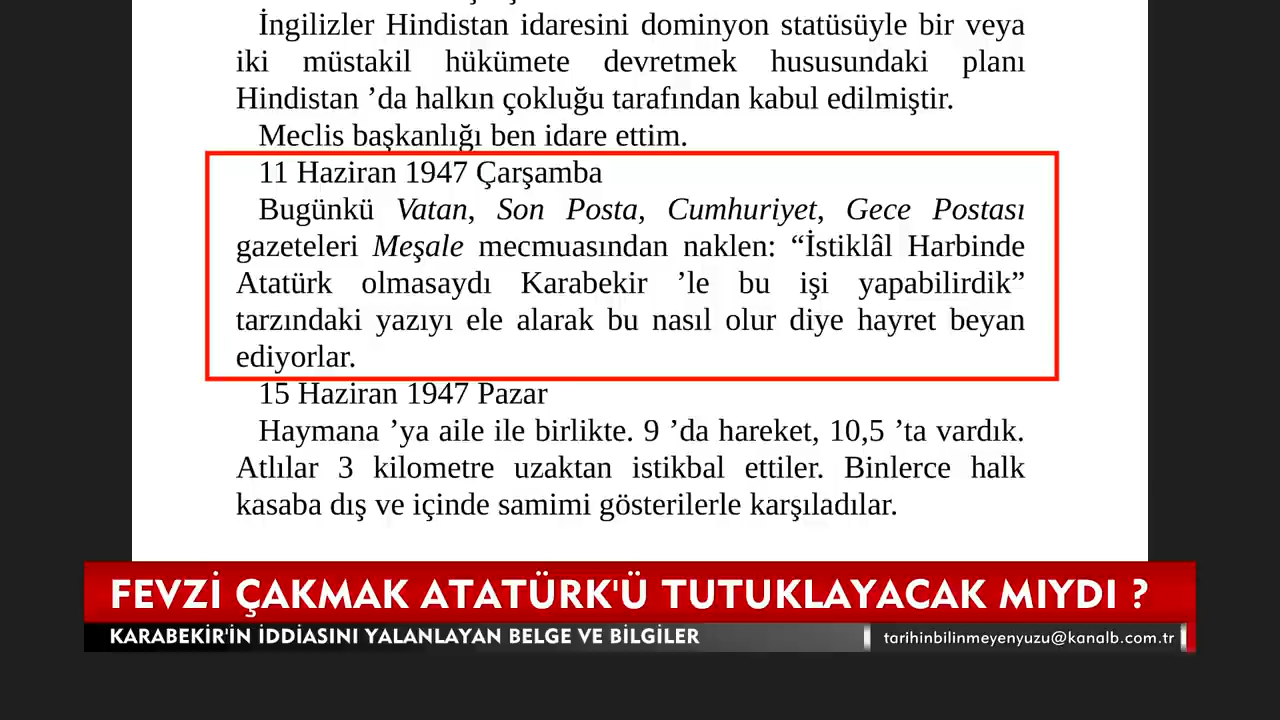 İngilizler Hindistan idaresini dominyon statüsüyle bir veya
iki müstakil hükümete devretmek hususundaki planı
Hindistan ’da halkın çokluğu tarafından kabul edilmiştir.
Meclis başkanlığı ben idare ettim.
11 Haziran 1947 Çarşamba
Bugünkü Vatan, Son Posta, Cumhuriyet, Gece Postası
gazeteleri Meşale mecmuasından naklen: “İstiklâl Harbinde
Atatürk olmasaydı Karabekir ’le bu işi yapabilirdik”
tarzındaki yazıyı ele alarak bu nasıl olur diye hayret beyan
ediyorlar.
15 Haziran 1947 Pazar
Haymana ’ya aile ile birlikte. 9 ’da hareket, 10,5 ’ta vardık.
Atlılar 3 kilometre uzaktan istikbal ettiler. Binlerce halk
kasaba dış ve içinde samimi gösterilerle karşıladılar.
FEVZİ ÇAKMAK ATATÜRK'Ü TUTUKLAYACAK MIYDI ?
KARABEKİR'İN İDDİASINI YALANLAYAN BELGE VE BİLGİLER
tarihinbilinmeyenyuzu@kanalb.com.tr